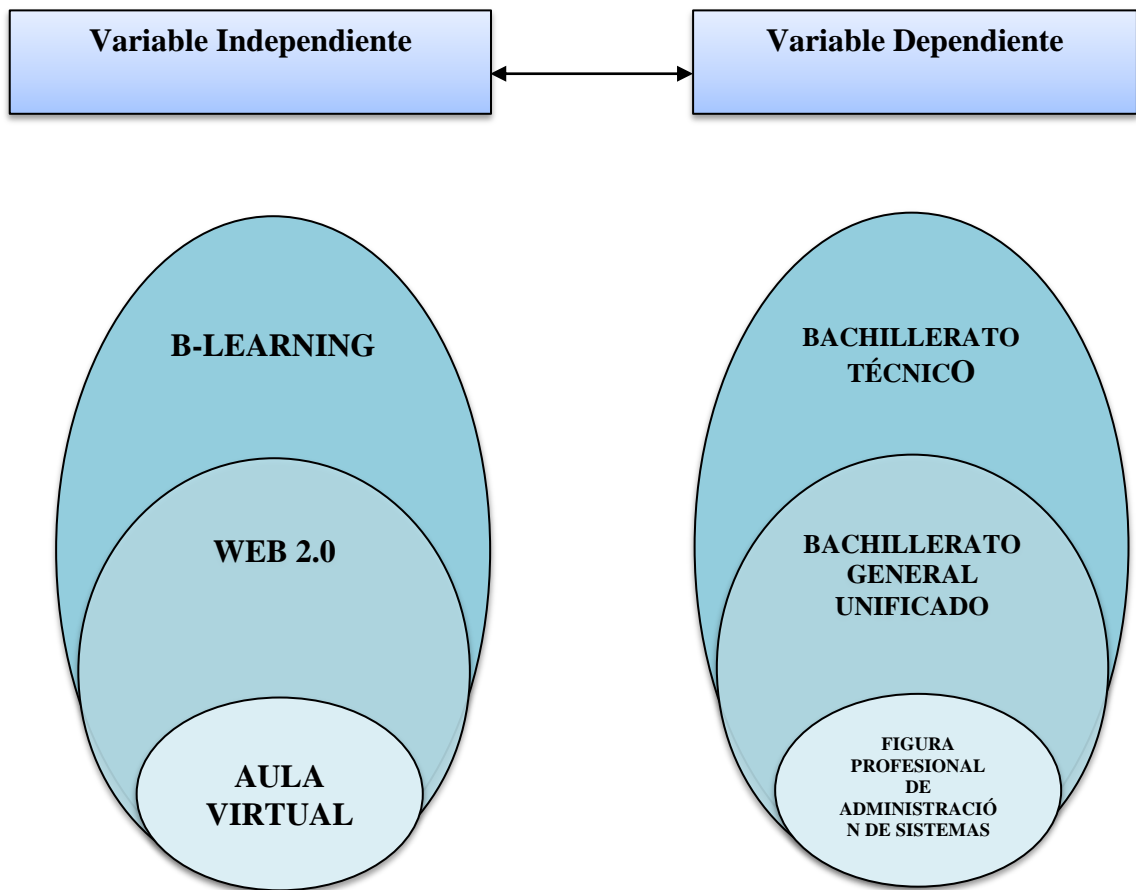 Variable Independiente
Variable Dependiente
B-LEARNING
WEB 2.0
AULA
VIRTUAL
BACHILLERATO
TÉCNICO
BACHILLERATO
GENERAL
UNIFICADO
FIGURA
PROFESIONAL
DE
ADMINISTRACIÓ
N DE SISTEMAS